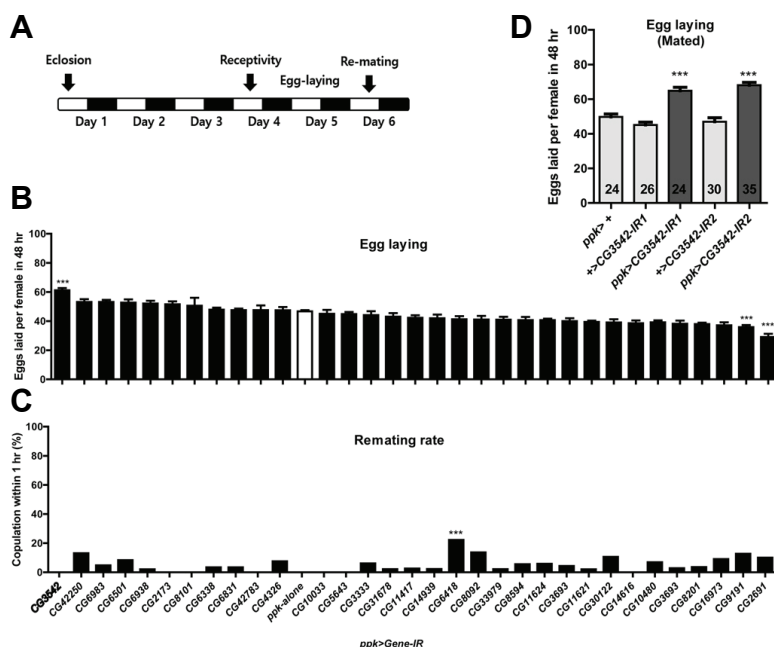 A
Eclosion
Receptivity
Re-mating
Egg-laying
Day 1
Day 2
Day 3
Day 4
Day 5
Day 6
D
Egg laying
(Mated)
Eggs laid per female in 48 hr
100
80
60
40
20
0
***
***
24
26
24
30
35
ppk> +
+>CG3542-IR1
ppk>CG3542-IR1
+>CG3542-IR2
ppk>CG3542-IR2
B
Egg laying
Eggs laid per female in 48 hr
100
80
60
40
20
0
***
***
***
C
Remating rate
Copulation within 1 hr (%)
100
80
60
40
20
0
***
CG3542
CG42250
CG6983
CG6501
CG6938
CG2173
CG8101
CG6338
CG6831
CG42783
CG4326
ppk-alone
CG10033
CG5643
CG3333
CG31678
CG11417
CG14939
CG6418
CG8092
CG33979
CG8594
CG11624
CG3693
CG11621
CG30122
CG14616
CG10480
CG3693
CG8201
CG16973
CG9191
CG2691
ppk>Gene-IR